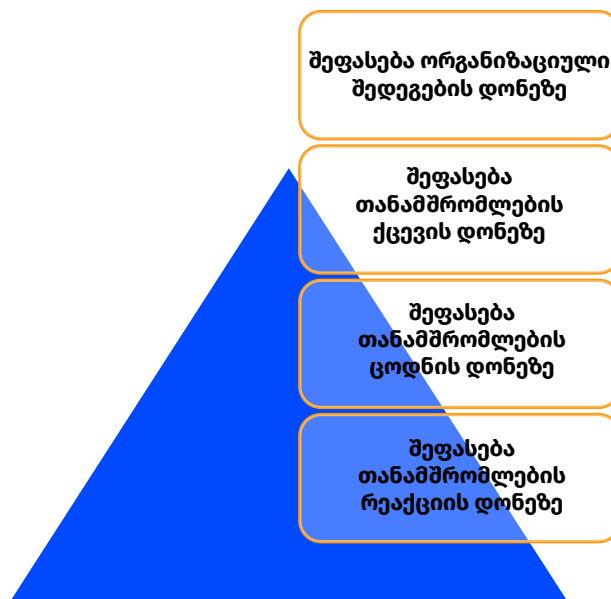 შეფასება ორგანიზაციული
შედეგების დონეზე
შეფასება
თანამშრომლების
ქცევის დონეზე
შეფასება
თანამშრომლების
ცოდნის დონეზე
შეფასება
თანამშრომლების
რეაქციის დონეზე